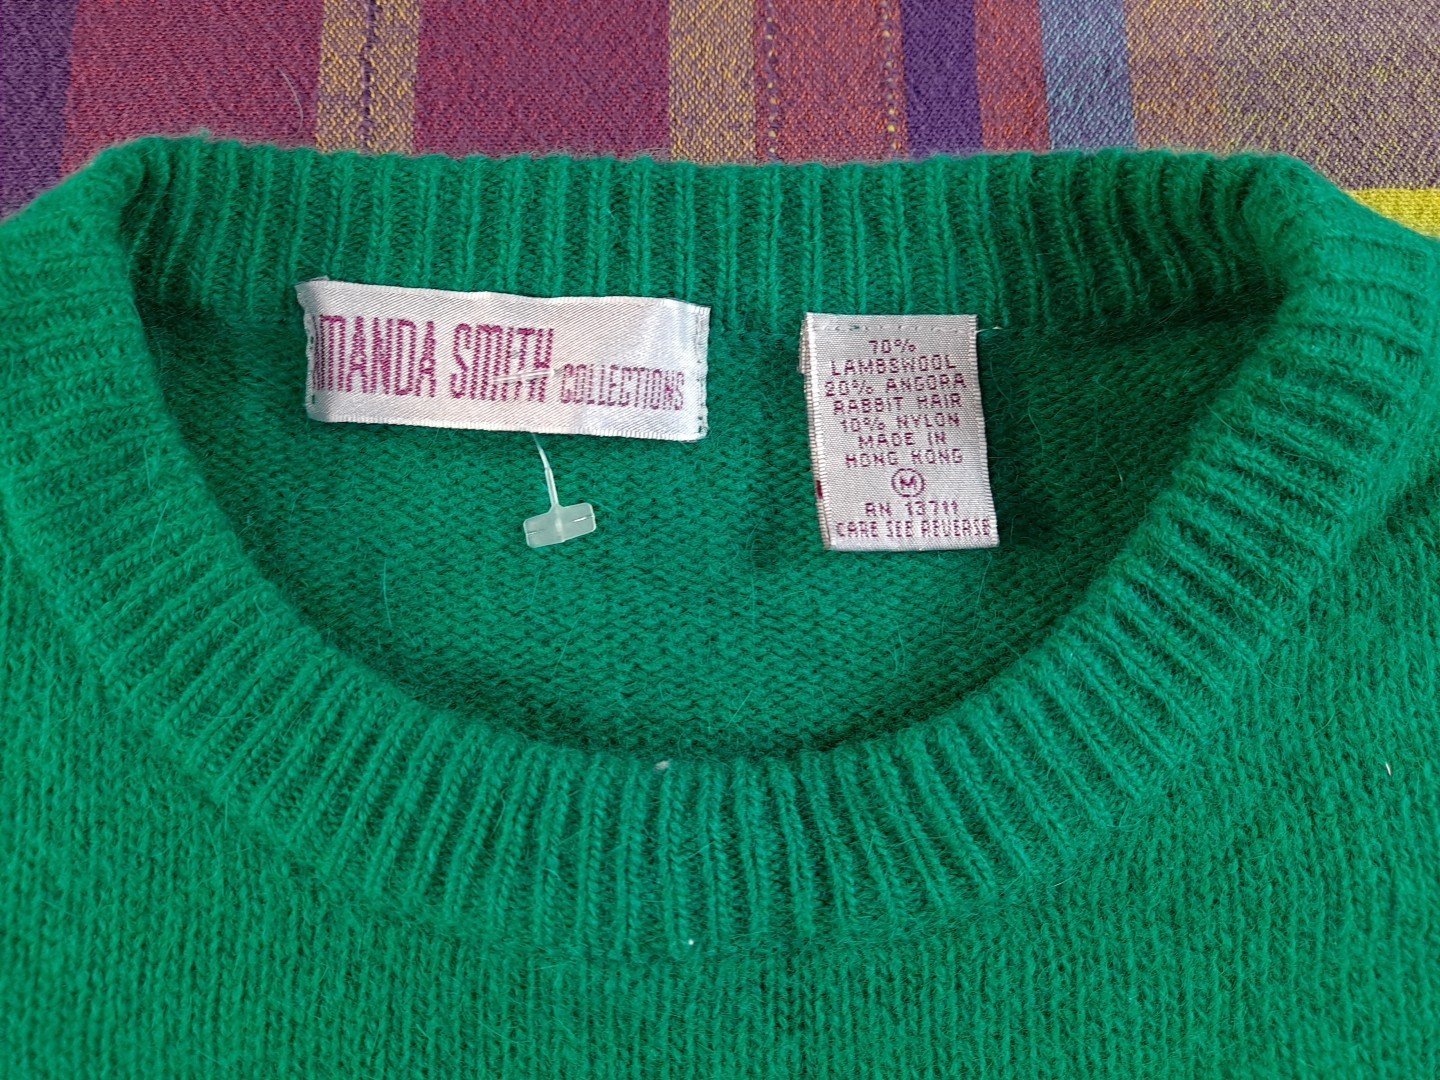 AMANDA SMITH COLLECTIONS
70%
LAMBSWOOL
20% ANGORA
RABBIT HAIR
10% NYLON
MADE IN
HONG KONG
M
RN 13711
CARE SEE REVERSE